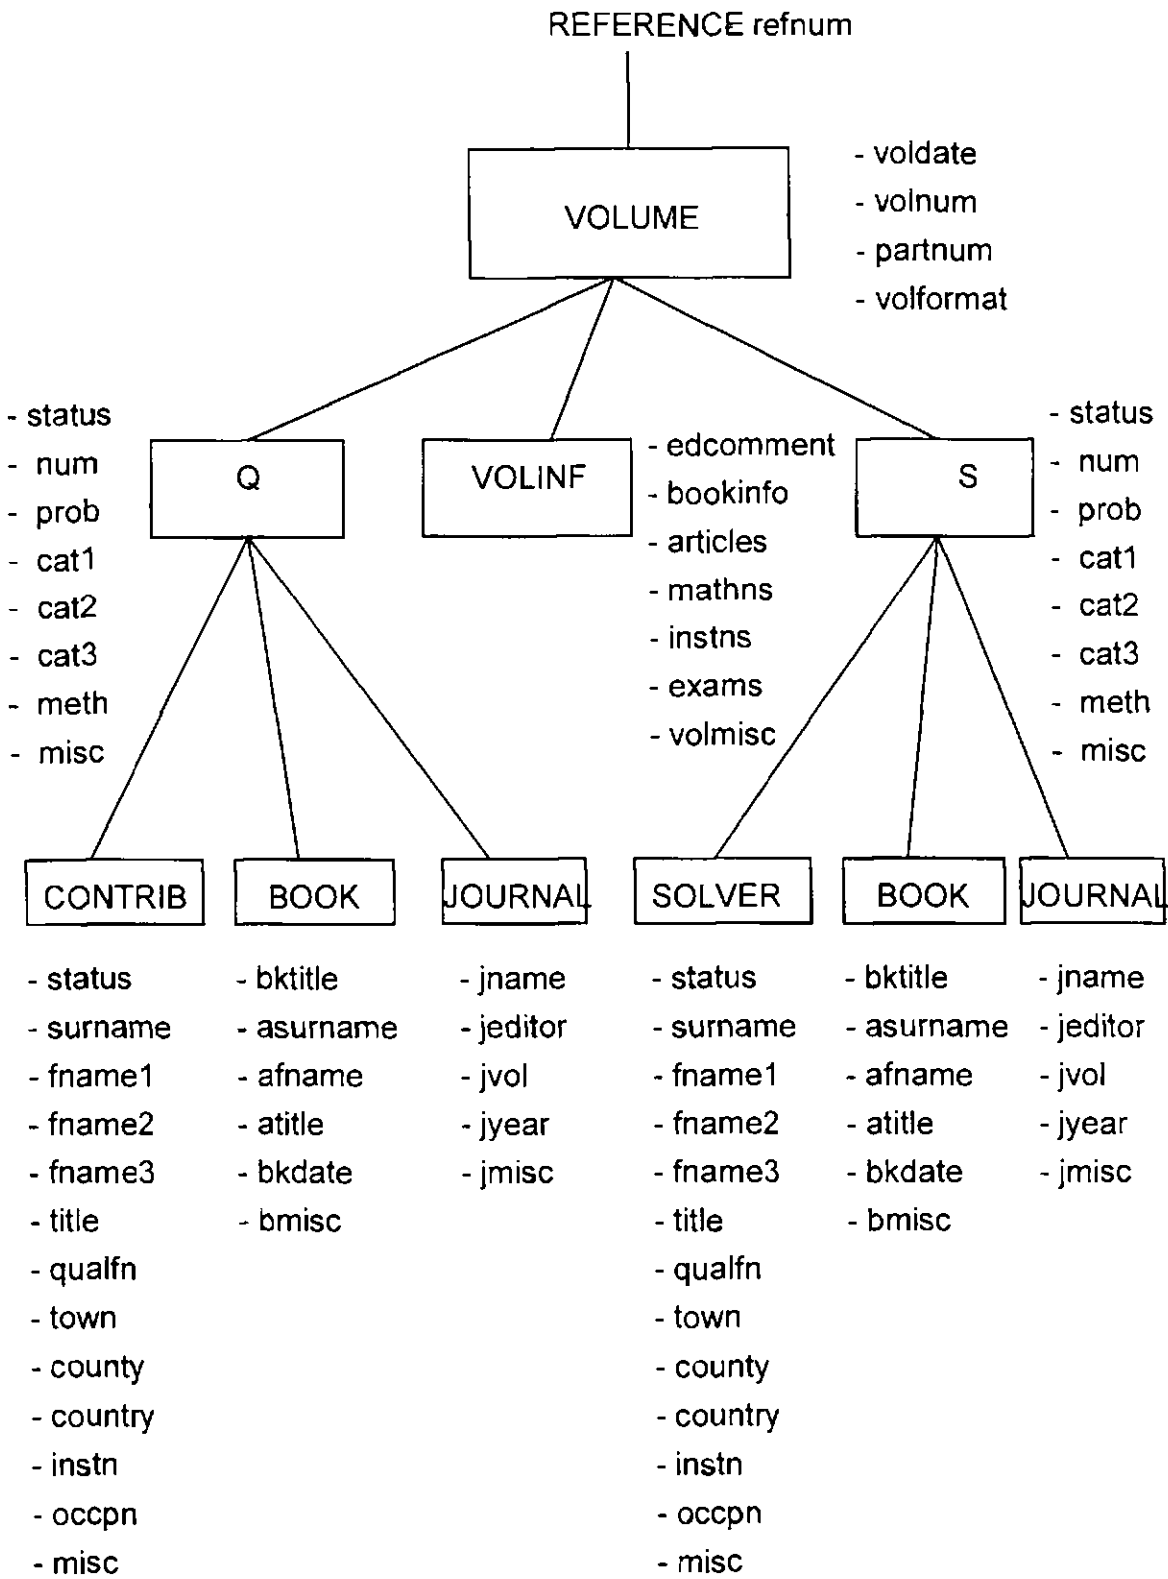 REFERENCE refnum
VOLUME
- voldate
- volnum
- partnum
- volformat
- status
- num
- prob
- cat1
- cat2
- cat3
- meth
- misc
Q
VOLINF
- edcomment
- bookinfo
- articles
- mathns
- instns
- exams
- volmisc
S
- status
- num
- prob
- cat1
- cat2
- cat3
- meth
- misc
CONTRIB
- status
- surname
- fname1
- fname2
- fname3
- title
- qualfn
- town
- county
- country
- instn
- occpn
- misc
BOOK
- bktitle
- asurname
- afname
- atitle
- bkdate
- bmisc
JOURNAL
- jname
- jeditor
- jvol
- jyear
- jmisc
SOLVER
- status
- surname
- fname1
- fname2
- fname3
- title
- qualfn
- town
- county
- country
- instn
- occpn
- misc
BOOK
- bktitle
- asurname
- afname
- atitle
- bkdate
- bmisc
JOURNAL
- jname
- jeditor
- jvol
- jyear
- jmisc